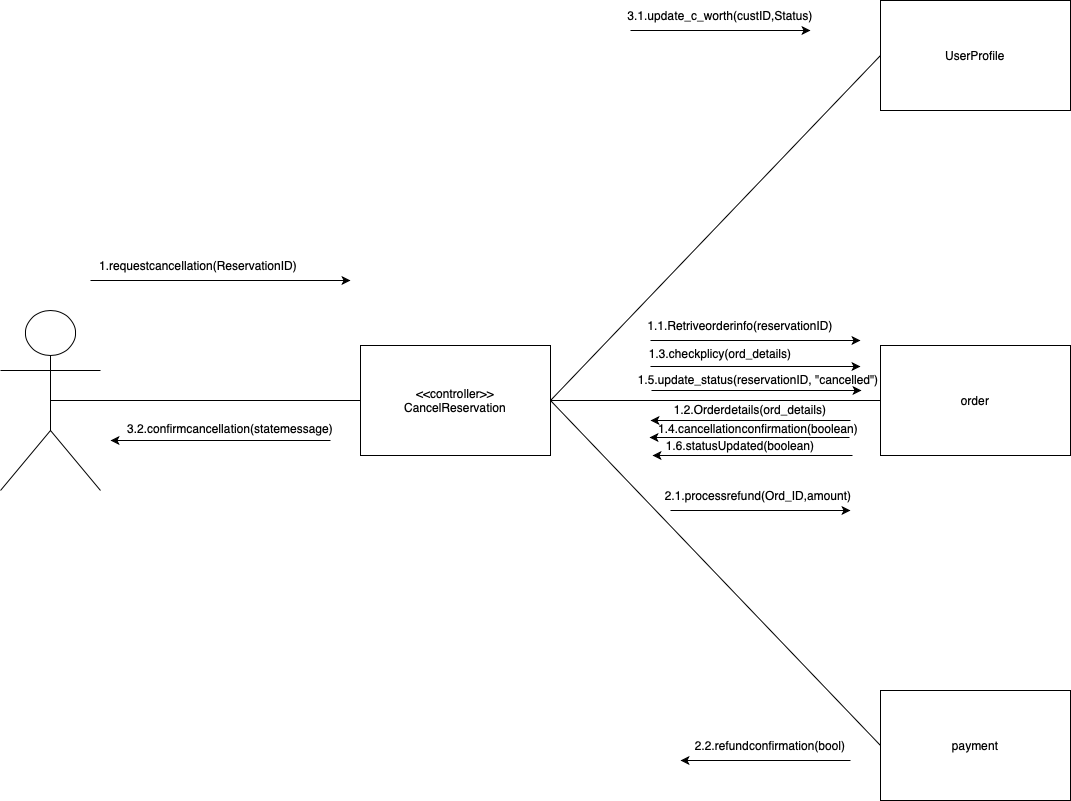 3.1.update_c_worth(custID,Status)
UserProfile
1.requestcancellation(ReservationID)
1.1.Retriveorderinfo(reservationID)
1.3.checkplicy(ord_details)
1.5.update_status(reservationID, "cancelled")
<<controller>>
CancelReservation
order
1.2.Orderdetails(ord_details)
3.2.confirmcancellation(statemessage)
1.4.cancellationconfirmation(boolean)
1.6.statusUpdated(boolean)
2.1.processrefund(Ord_ID,amount)
2.2.refundconfirmation(bool)
payment